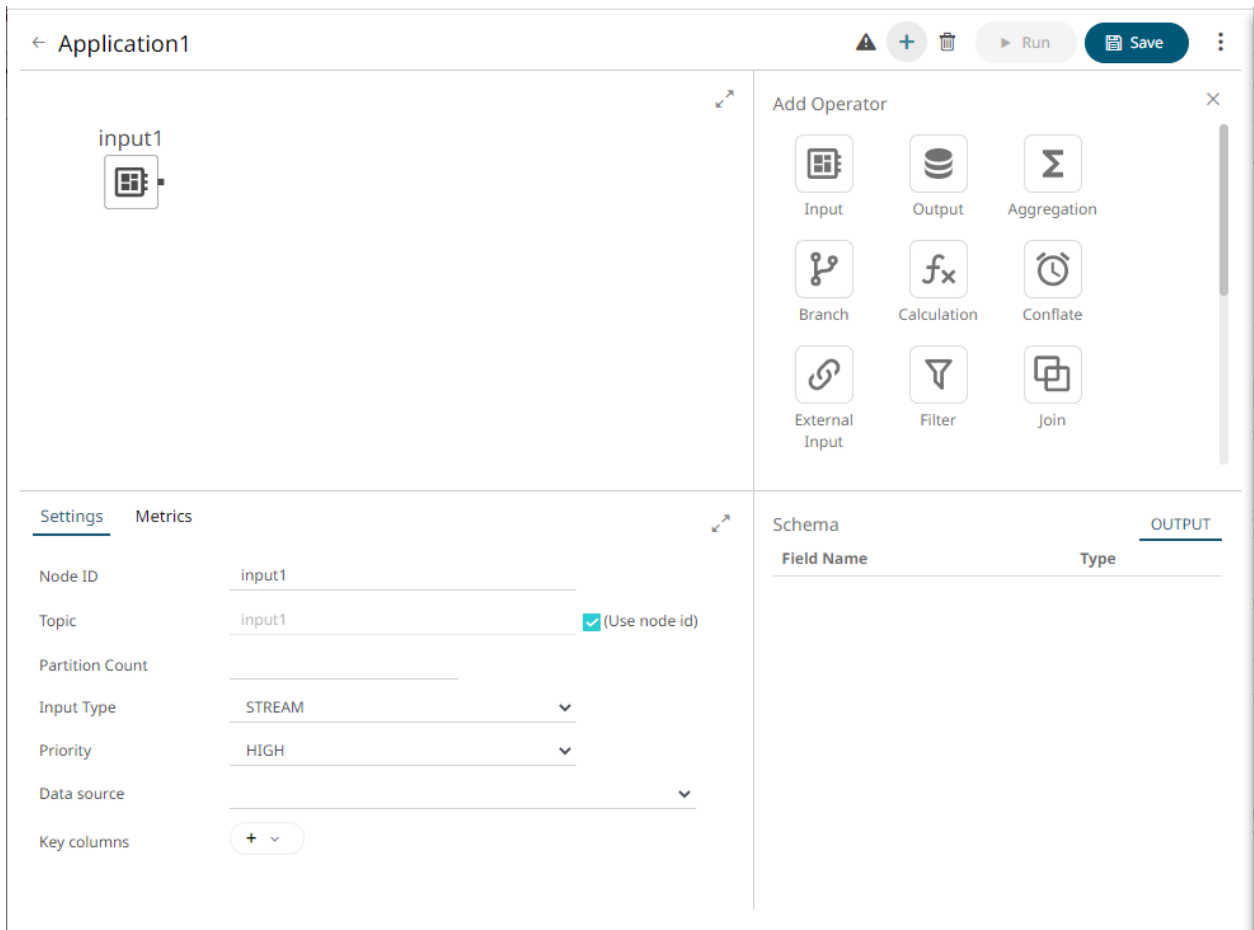 Application1
Run
Save
input1
Add Operator
Input
Output
Aggregation
Branch
Calculation
Conflate
External
Input
Filter
Join
Settings
Metrics
Node ID
input1
Topic
input1
(Use node id)
Partition Count
Input Type
STREAM
Priority
HIGH
Data source
Key columns
+
Schema
OUTPUT
Field Name
Type